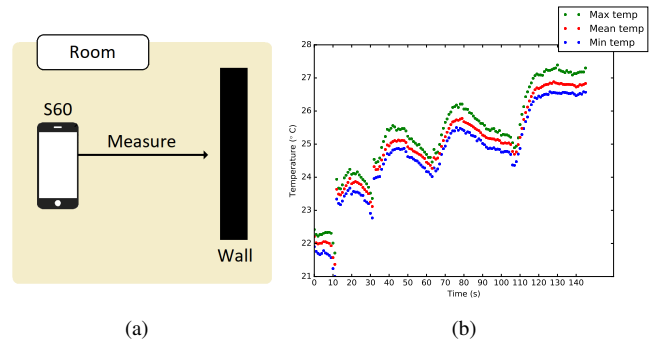 Room
S60
Measure
Wall
(a)
Max temp
Mean temp
Min temp
28
27
26
25
24
23
22
21
Temperature (° C)
0 10 20 30 40 50 60 70 80 90 100 110 120 130 140
Time (s)
(b)